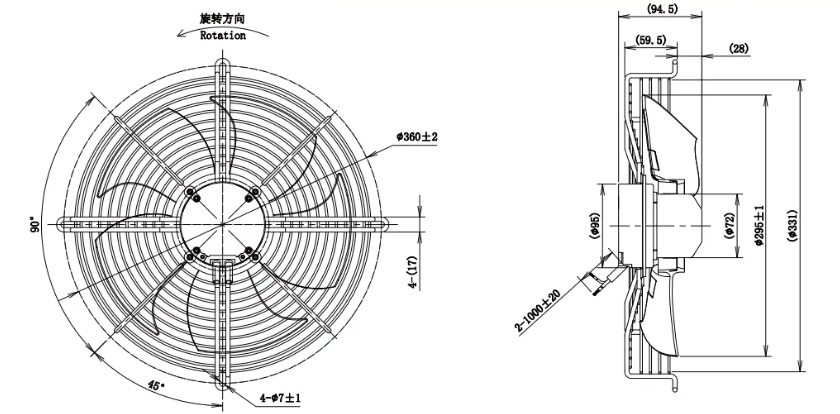 旋转方向
Rotation
φ360±2
90°
4-(17)
45°
4-φ7±1
(94.5)
(59.5)
(28)
(φ95)
(φ72)
φ295±1
(φ331)
2-1000±20